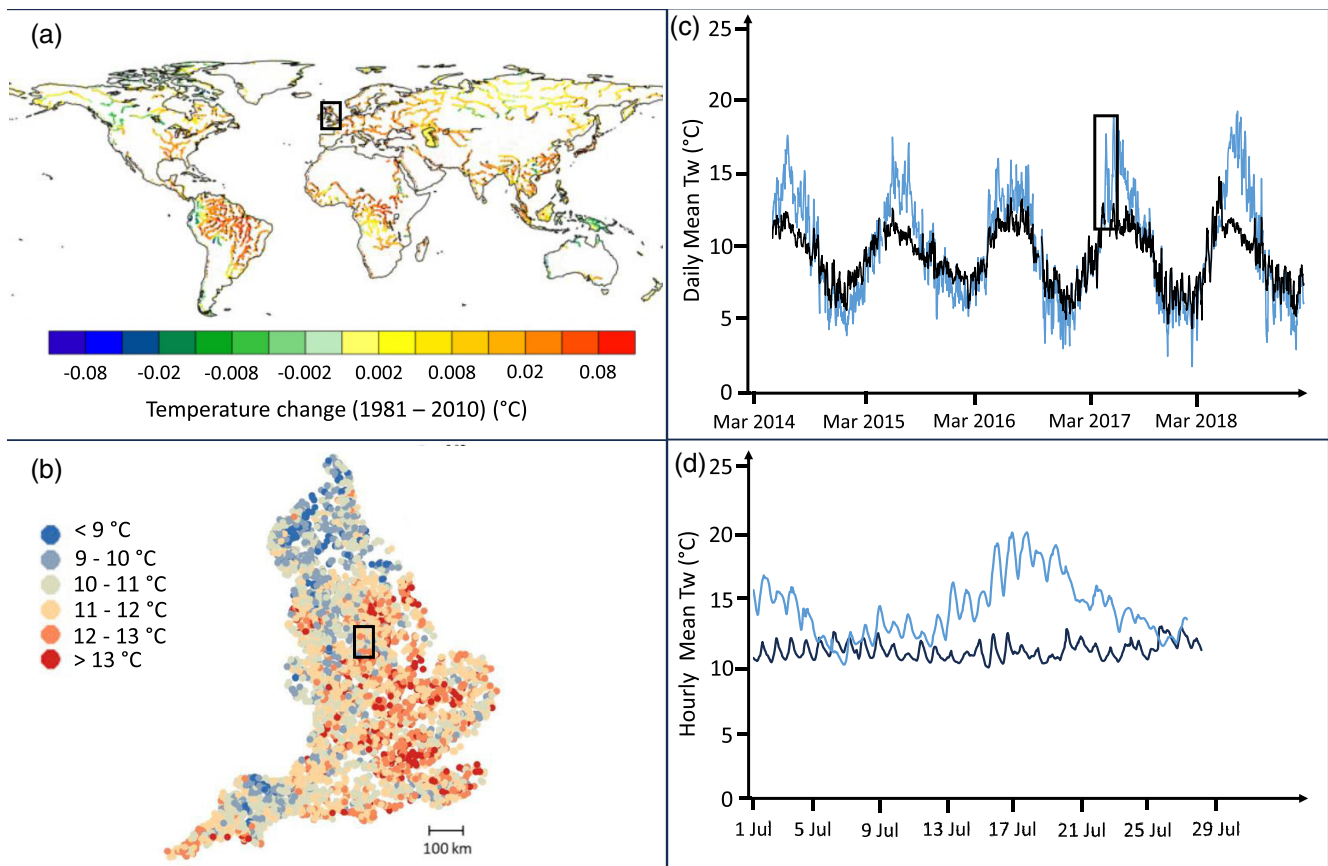 (a)
-0.08 -0.02 -0.008 -0.002 0.002 0.008 0.02 0.08
Temperature change (1981 – 2010) (°C)
(b)
< 9 °C
9 - 10 °C
10 - 11 °C
11 - 12 °C
12 - 13 °C
> 13 °C
100 km
(c)
Daily Mean Tw (°C)
25
20
15
10
5
0
Mar 2014 Mar 2015 Mar 2016 Mar 2017 Mar 2018
(d)
Hourly Mean Tw (°C)
25
20
15
10
5
0
1 Jul 5 Jul 9 Jul 13 Jul 17 Jul 21 Jul 25 Jul 29 Jul